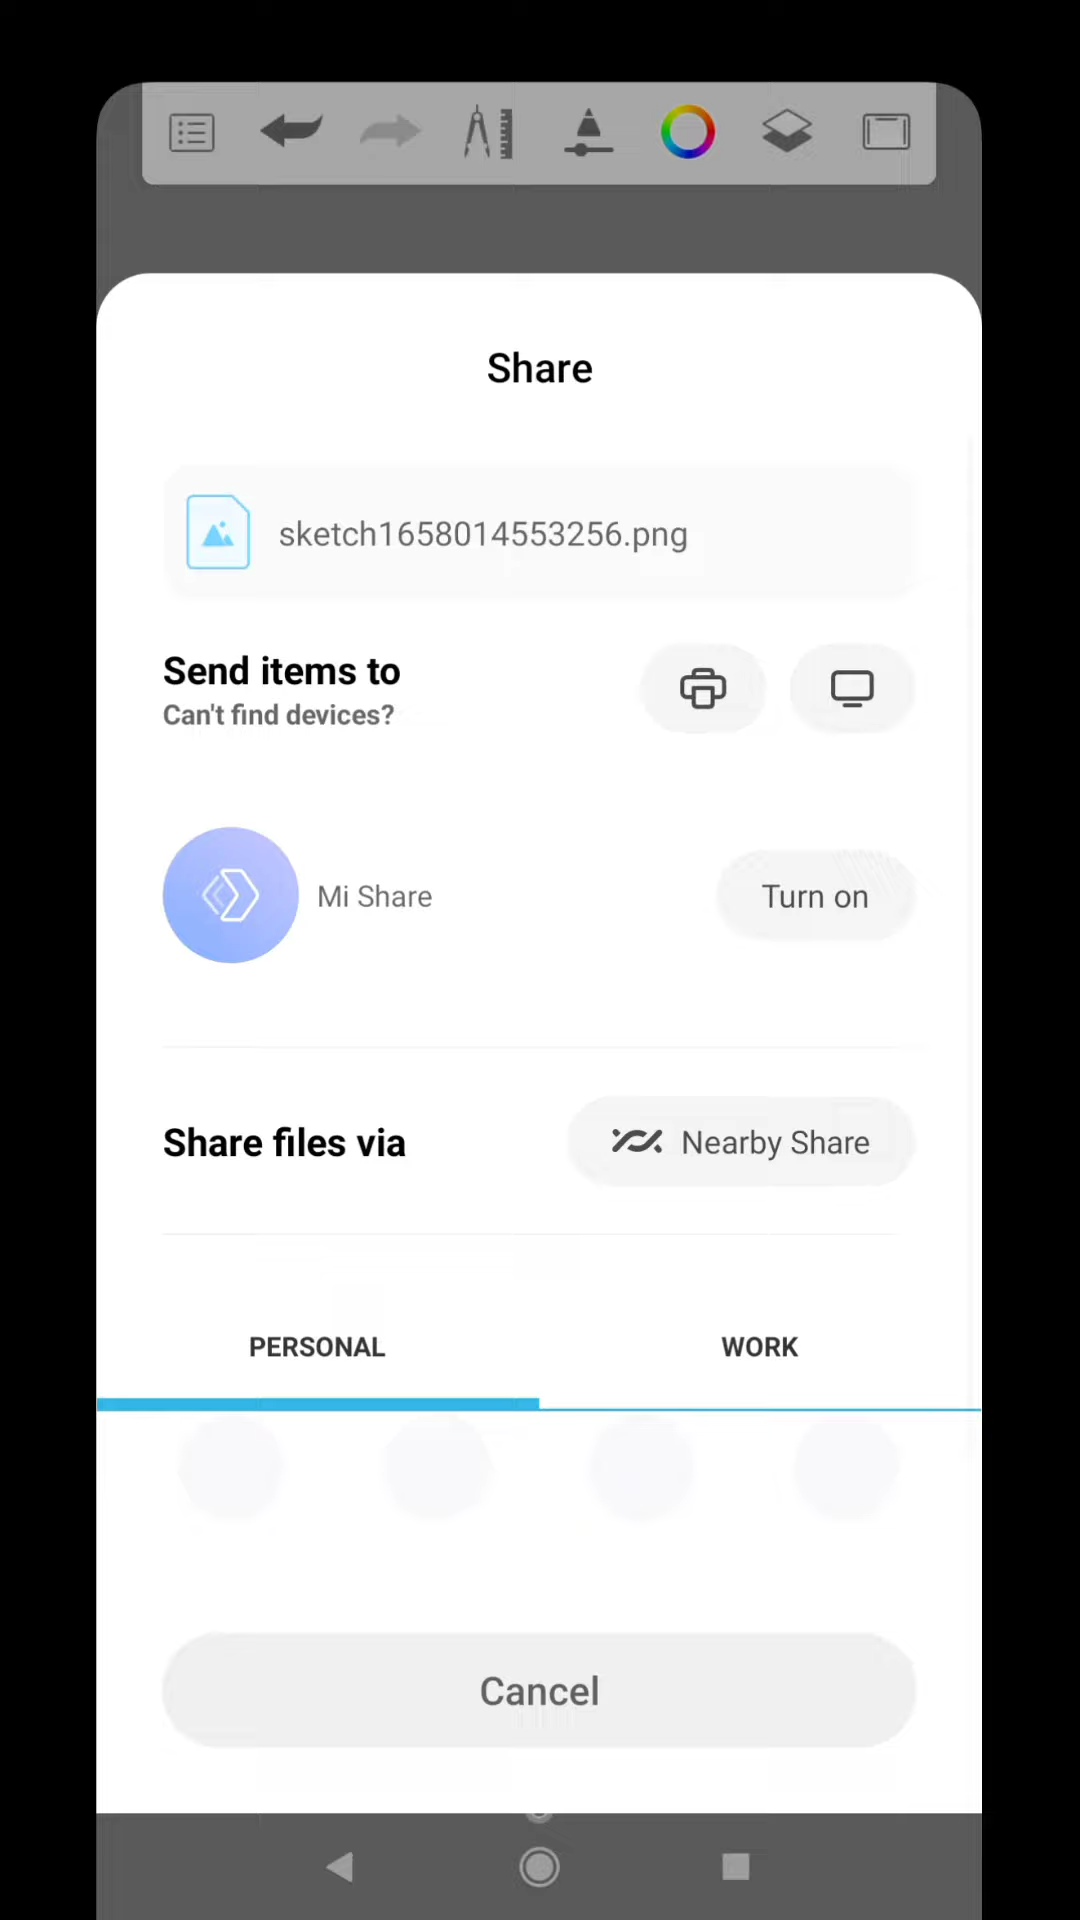 Share
sketch1658014553256.png
Send items to
Can't find devices?
Mi Share
Turn on
Share files via
Nearby Share
PERSONAL
WORK
Cancel